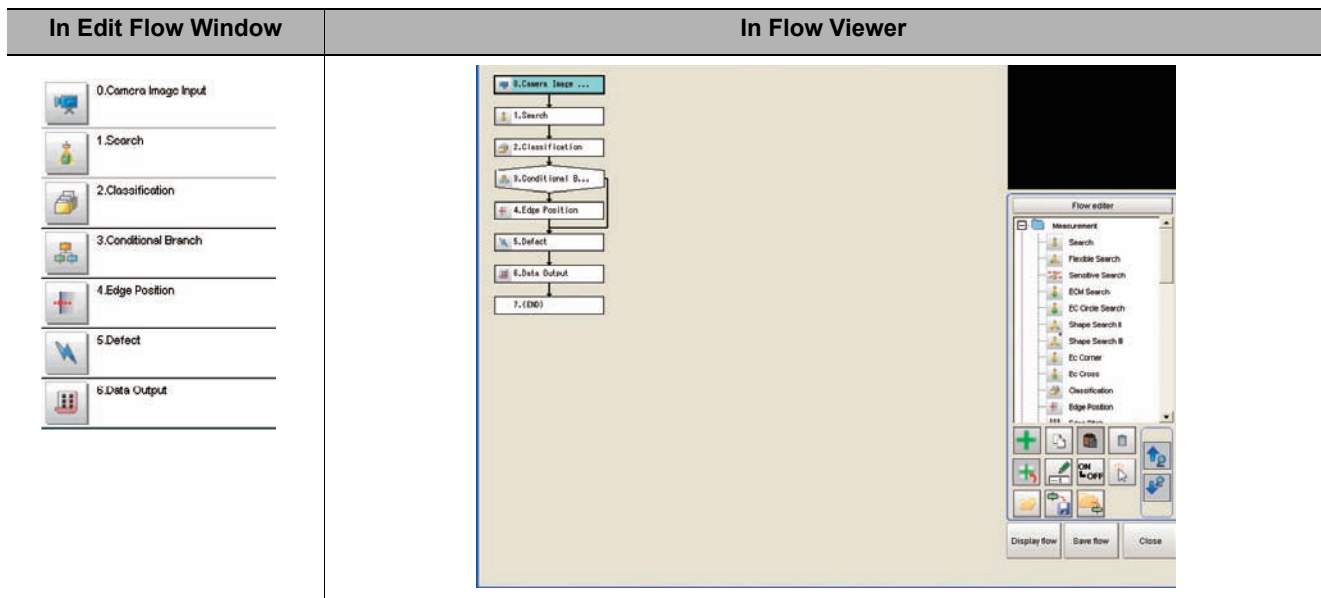 In Edit Flow Window
In Flow Viewer
0.Camera Image Input
1.Search
2.Classification
3.Conditional Branch
4.Edge Position
5.Defect
6.Data Output
0.Camera Image ...
1.Search
2.Classification
3.Conditional B...
4.Edge Position
5.Defect
6.Data Output
7.(END)
Flow editer
Measurement
Search
Flexible Search
Sensitive Search
ECM Search
EC Circle Search
Shape Search II
Shape Search III
Ec Corner
Ec Cross
Classification
Edge Position
ON
OFF
Display flow
Save flow
Close